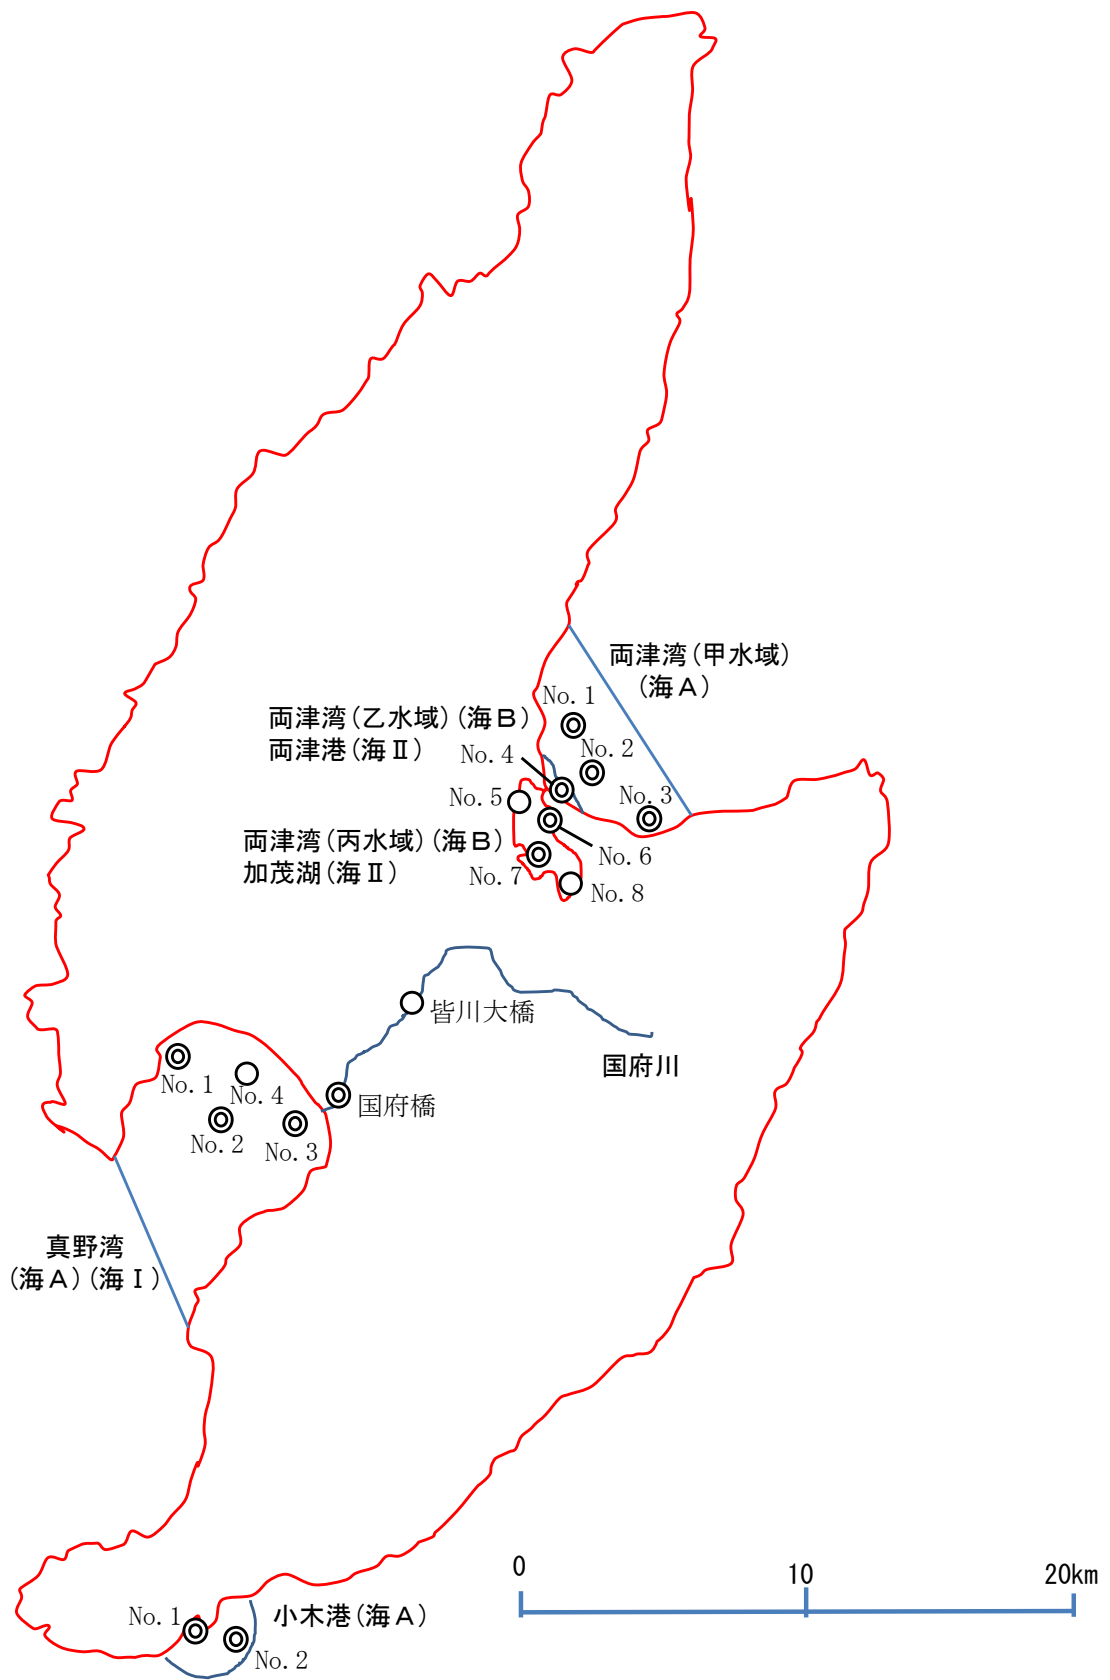 両津湾(甲水域)
(海A)
No.1
両津湾(乙水域)(海B)
両津港(海Ⅱ)
No.4
No.2
No.5
No.3
両津湾(丙水域)(海B)
加茂湖(海Ⅱ)
No.6
No.7
No.8
皆川大橋
国府川
No.1
No.4
国府橋
No.2
No.3
真野湾
(海A)(海Ⅰ)
0
10
20km
No.1
小木港(海A)
No.2